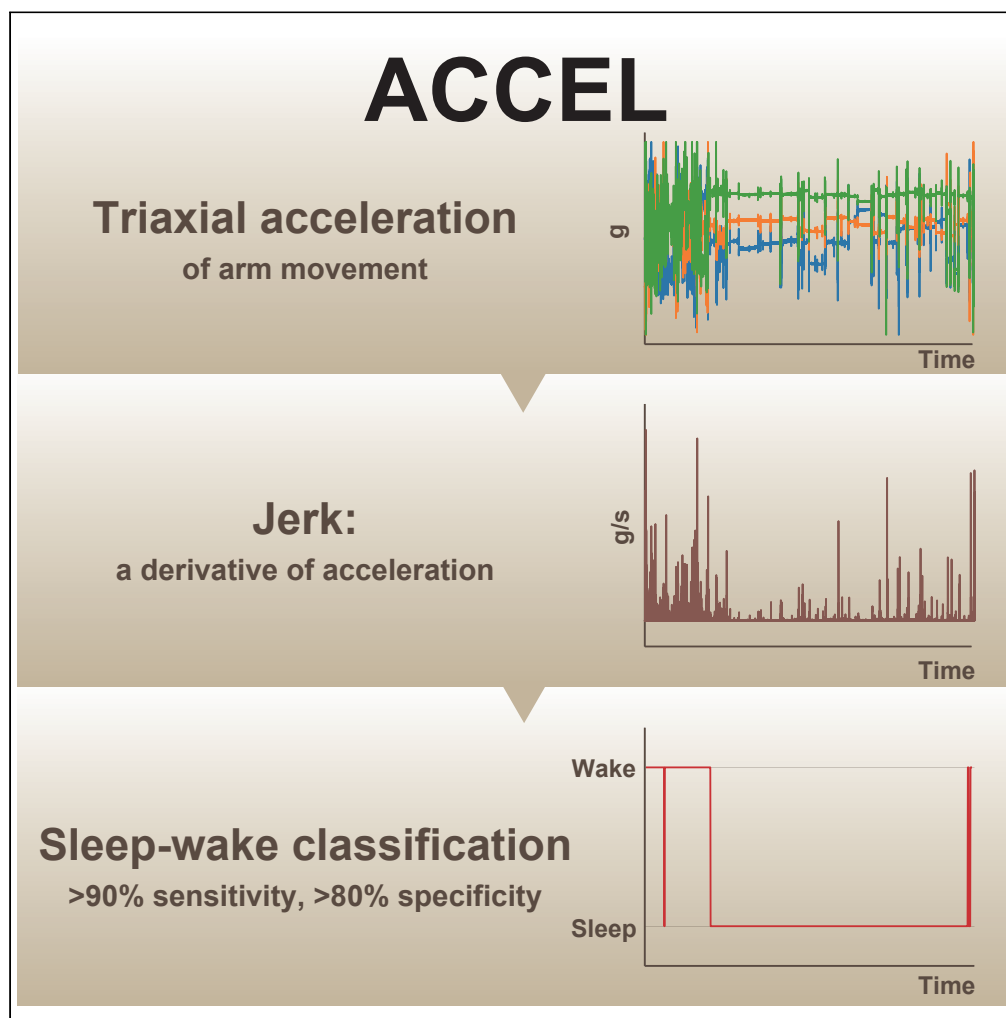 ACCEL
Triaxial acceleration
of arm movement
g
Time
Jerk:
a derivative of acceleration
g/s
Time
Sleep-wake classification
>90% sensitivity, >80% specificity
Wake
Sleep
Time